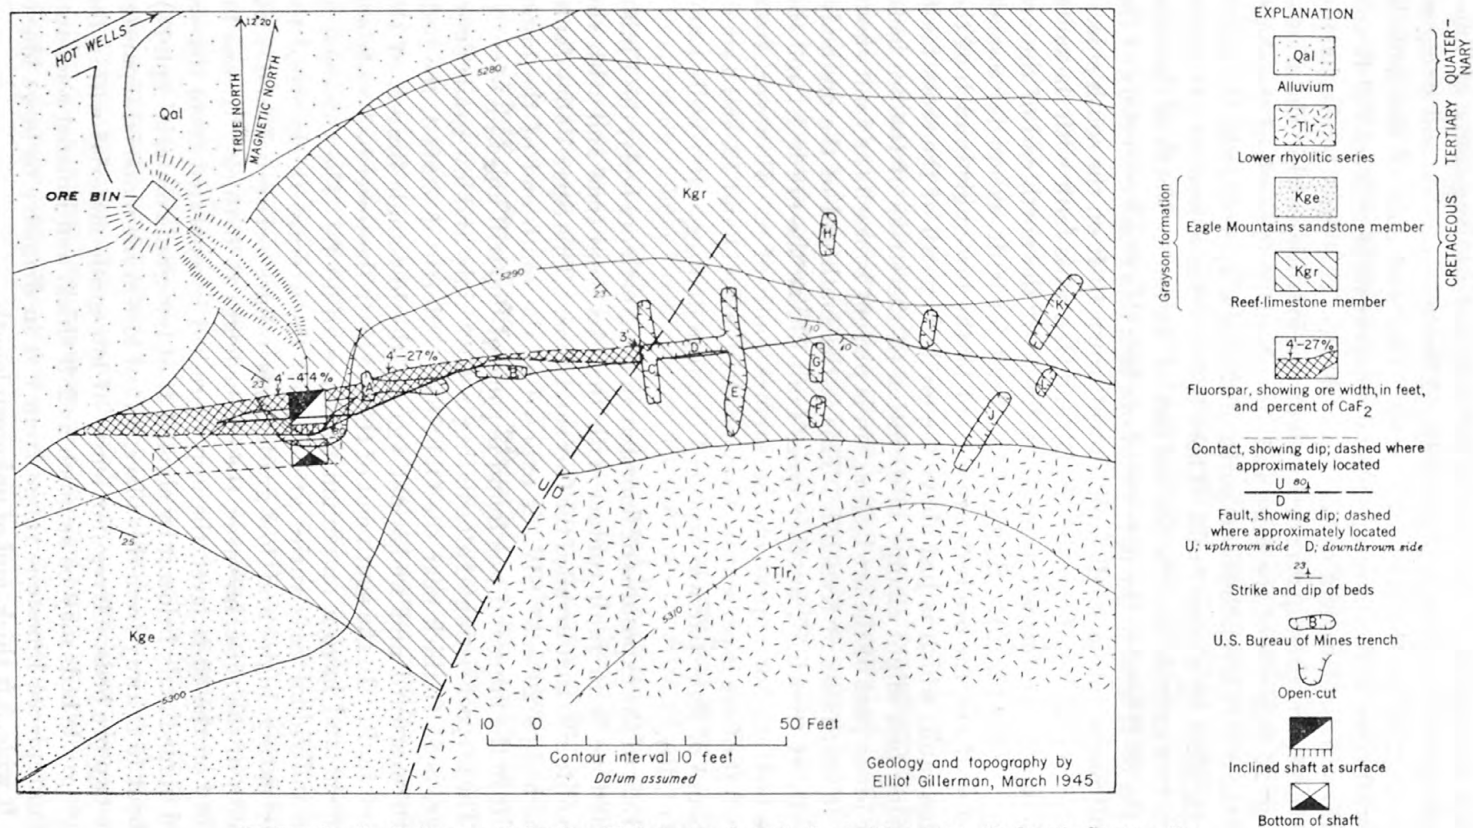 HOT WELLS
12°20'
TRUE NORTH
MAGNETIC NORTH
Qal
ORE BIN
5280
Kgr
H
5290
23
3'
K
I
10
10
D
C
G
4'-27%
4'-44%
23
A
B
E
F
J
U D
25
Tlr
5310
Kge
5300
10 0 50 Feet
Contour interval 10 feet
Datum assumed
Geology and topography by
Elliot Gillerman, March 1945
EXPLANATION
Qal
Alluvium
QUATER-
NARY
Tlr
Lower rhyolitic series
TERTIARY
Kge
Eagle Mountains sandstone member
Kgr
Reef-limestone member
Grayson formation
CRETACEOUS
4'-27%
Fluorspar, showing ore width, in feet,
and percent of CaF2
Contact, showing dip; dashed where
approximately located
U 80
D
Fault, showing dip; dashed
where approximately located
U; upthrown side D; downthrown side
23
Strike and dip of beds
B
U.S. Bureau of Mines trench
Open-cut
Inclined shaft at surface
Bottom of shaft